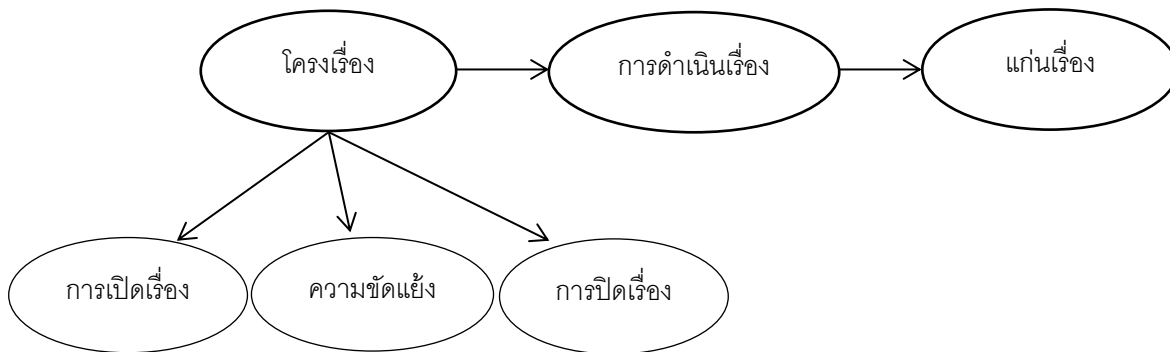 โครงเรื่อง
การดำเนินเรื่อง
แก่นเรื่อง
การเปิดเรื่อง
ความขัดแย้ง
การปิดเรื่อง